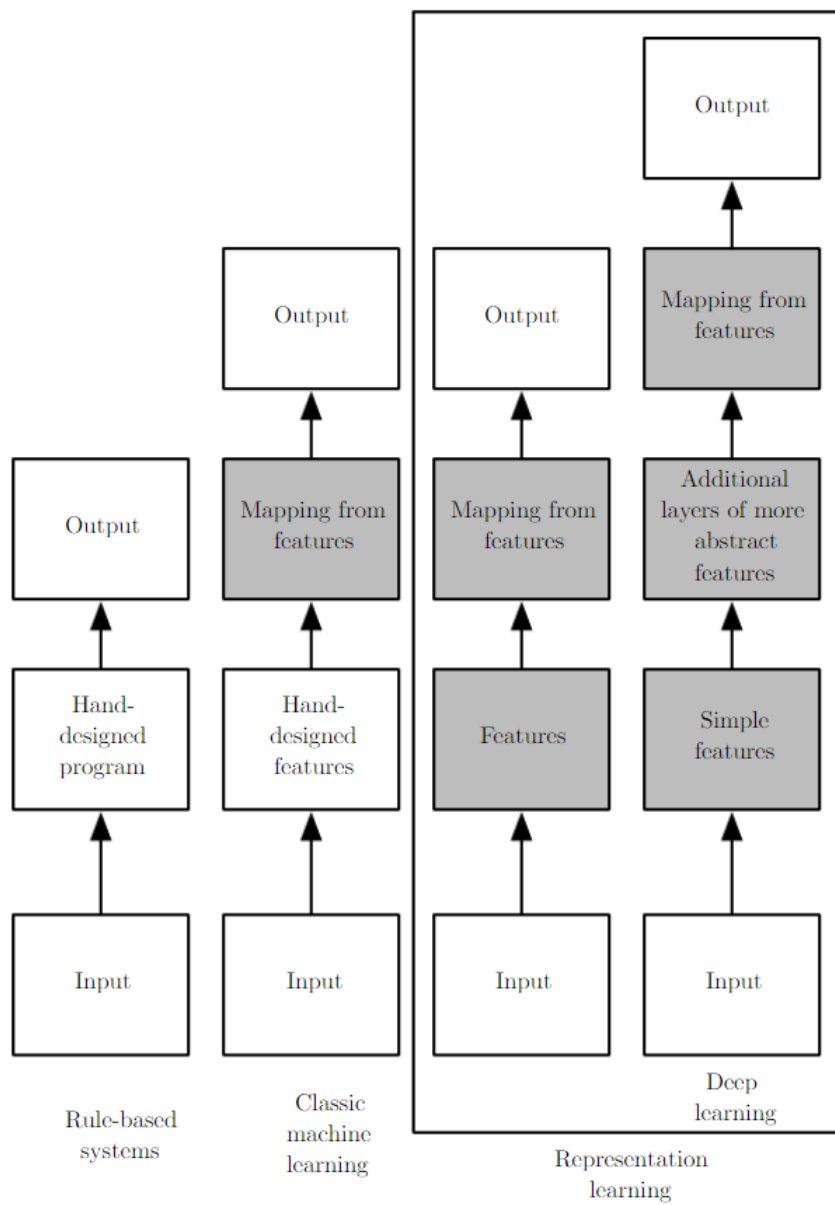 Output
Output
Output
Mapping from
features
Output
Mapping from
features
Mapping from
features
Additional
layers of more
abstract
features
Hand-
designed
program
Hand-
designed
features
Features
Simple
features
Input
Input
Input
Input
Rule-based
systems
Classic
machine
learning
Deep
learning
Representation
learning